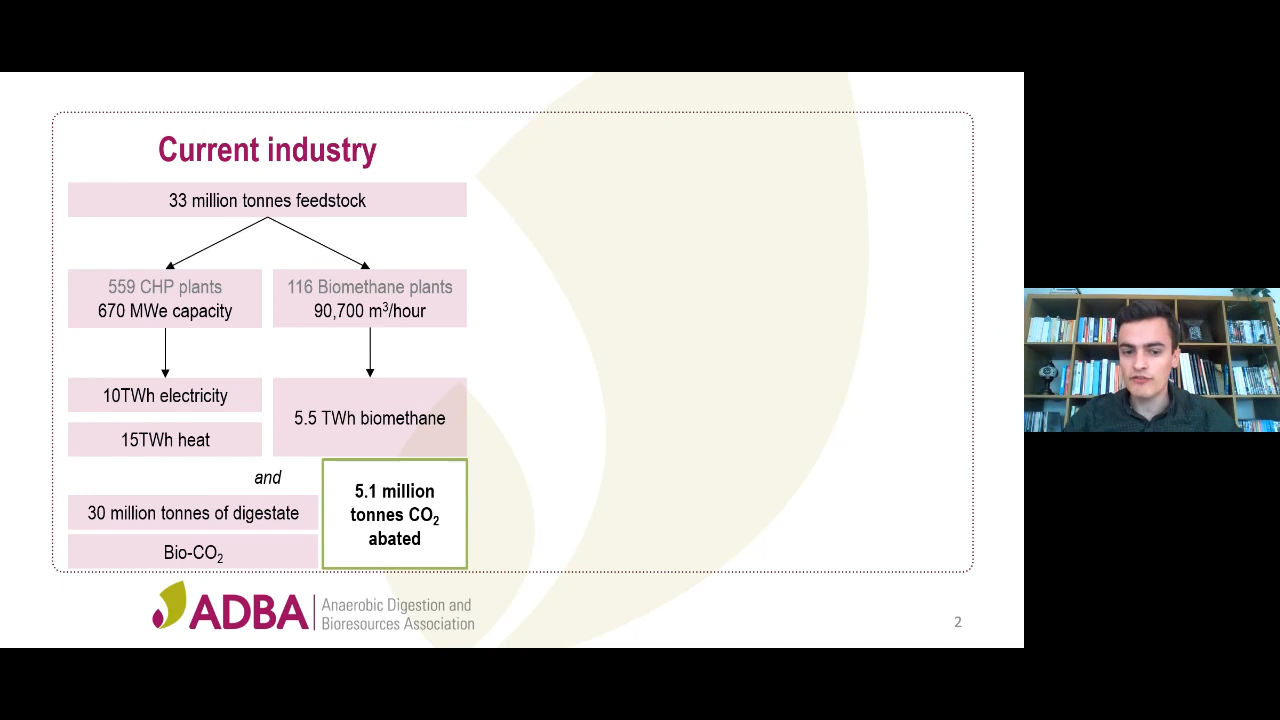 Current industry
33 million tonnes feedstock
559 CHP plants
670 MWe capacity
116 Biomethane plants
90,700 m³/hour
10TWh electricity
15TWh heat
5.5 TWh biomethane
and
30 million tonnes of digestate
Bio-CO₂
5.1 million
tonnes CO₂
abated
ADBA
Anaerobic Digestion and
Bioresources Association
2